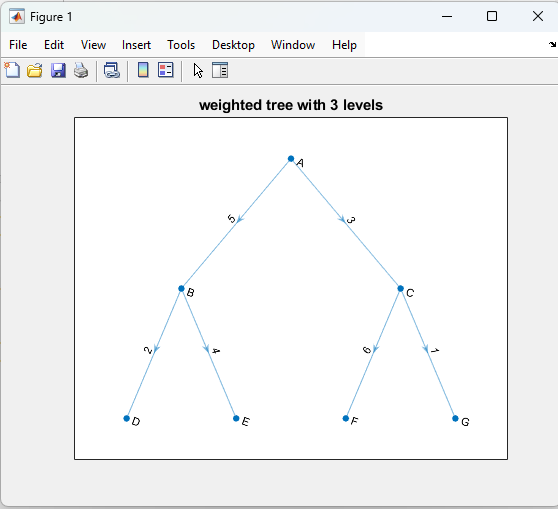 Figure 1
File Edit View Insert Tools Desktop Window Help
weighted tree with 3 levels
A
5 3
B C
2 4 6 1
D E F G